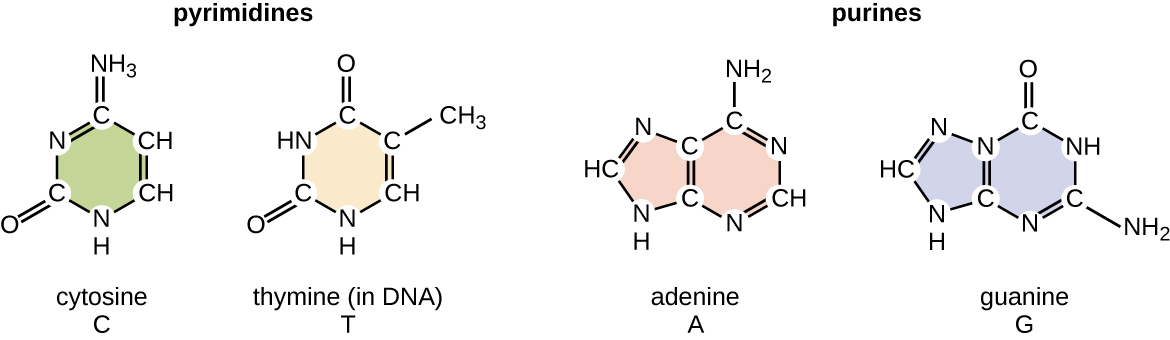 pyrimidines
purines
NH3
N
C
CH
CH
C
N
H
O
cytosine
C
O
C
CH3
HN
C
C
CH
O
N
H
thymine (in DNA)
T
NH2
C
N
N
C
HC
C
CH
N
H
N
adenine
A
O
C
N
N
NH
HC
C
C
N
H
N
NH2
guanine
G